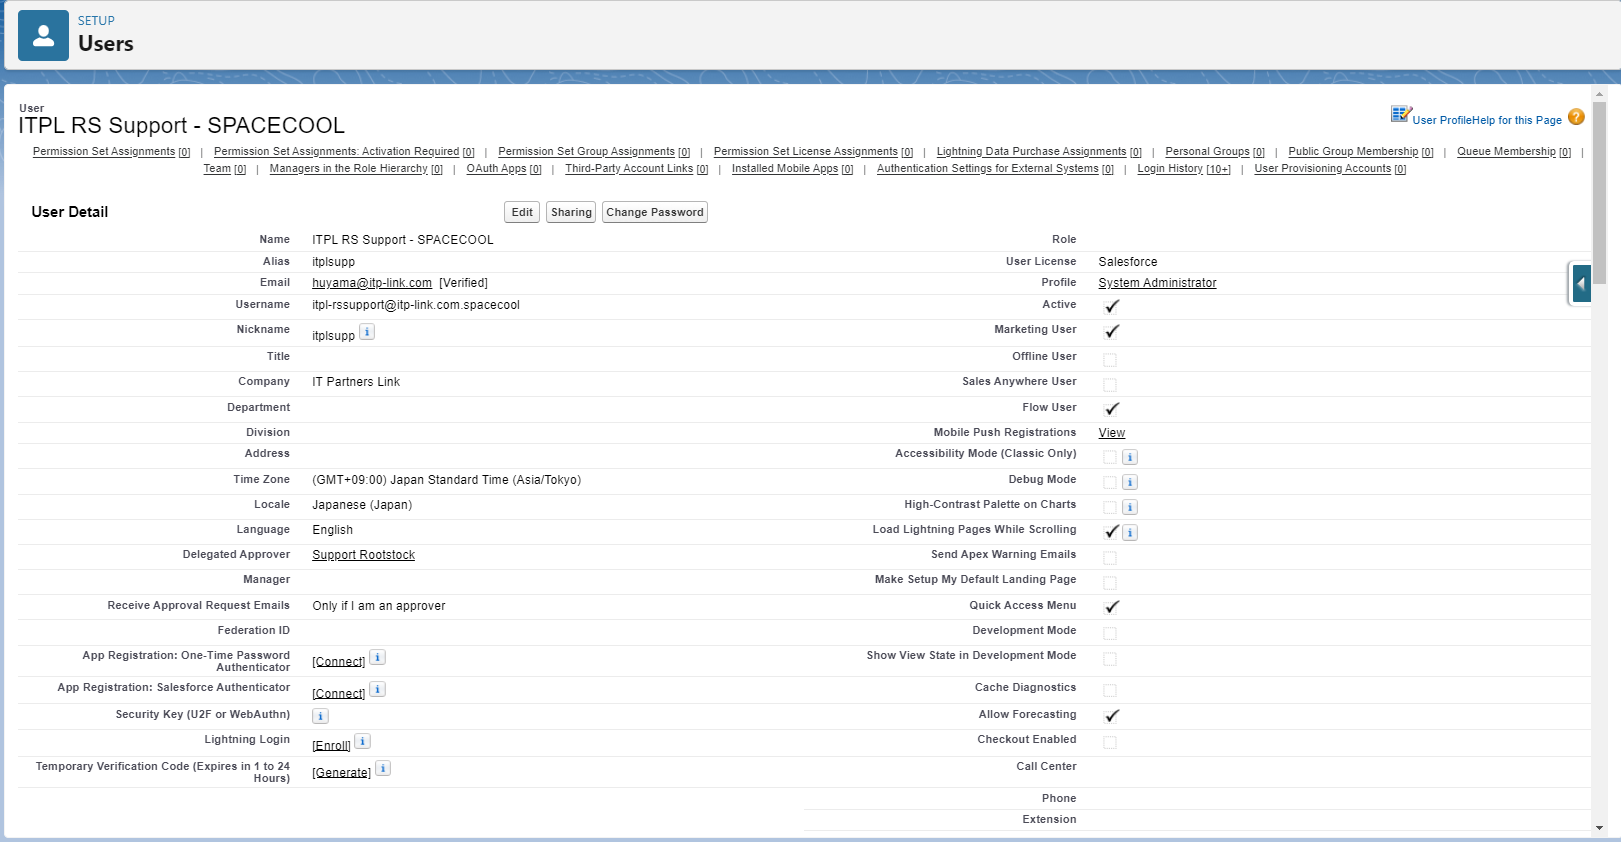 SETUP
Users
User
ITPL RS Support - SPACECOOL
User Profile Help for this Page ?
Permission Set Assignments [0] | Permission Set Assignments: Activation Required [0] | Permission Set Group Assignments [0] | Permission Set License Assignments [0] | Lightning Data Purchase Assignments [0] | Personal Groups [0] | Public Group Membership [0] | Queue Membership [0] |
Team [0] | Managers in the Role Hierarchy [0] | OAuth Apps [0] | Third-Party Account Links [0] | Installed Mobile Apps [0] | Authentication Settings for External Systems [0] | Login History [10+] | User Provisioning Accounts [0]
User Detail Edit Sharing Change Password
Name ITPL RS Support - SPACECOOL Role
Alias itplsupp User License Salesforce
Email huyama@itp-link.com [Verified] Profile System Administrator
Username itpl-rssupport@itp-link.com.spacecool Active
Nickname itplsupp i Marketing User
Title Offline User
Company IT Partners Link Sales Anywhere User
Department Flow User
Division Mobile Push Registrations View
Address Accessibility Mode (Classic Only) i
Time Zone (GMT+09:00) Japan Standard Time (Asia/Tokyo) Debug Mode i
Locale Japanese (Japan) High-Contrast Palette on Charts i
Language English Load Lightning Pages While Scrolling i
Delegated Approver Support Rootstock Send Apex Warning Emails
Manager Make Setup My Default Landing Page
Receive Approval Request Emails Only if I am an approver Quick Access Menu
Federation ID Development Mode
App Registration: One-Time Password
Authenticator [Connect] i Show View State in Development Mode
App Registration: Salesforce Authenticator [Connect] i Cache Diagnostics
Security Key (U2F or WebAuthn) i Allow Forecasting
Lightning Login [Enroll] i Checkout Enabled
Temporary Verification Code (Expires in 1 to 24
Hours) [Generate] i Call Center
Phone
Extension